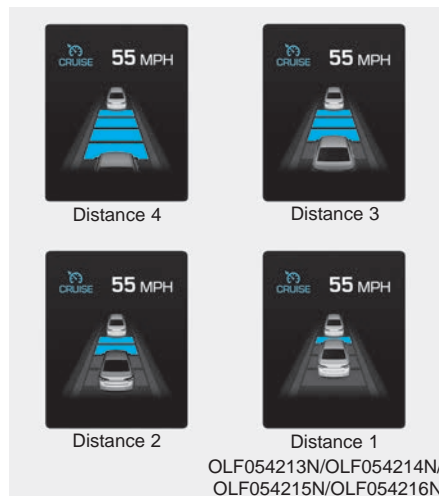 CRUISE 55 MPH
CRUISE 55 MPH
Distance 4
Distance 3
CRUISE 55 MPH
CRUISE 55 MPH
Distance 2
Distance 1
OLF054213N/OLF054214N/
OLF054215N/OLF054216N